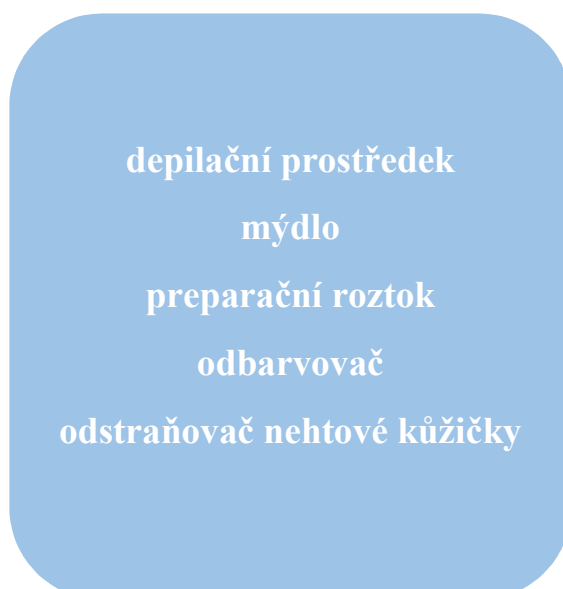 depilační prostředek
mýdlo
preparační roztok
odbarvovač
odstraňovač nehtové kůžičky